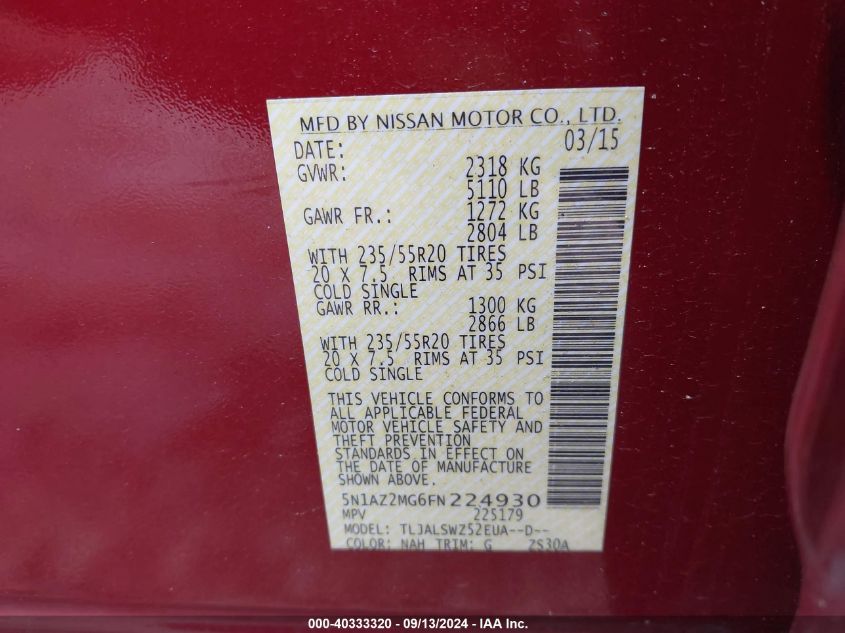 MFD BY NISSAN MOTOR CO., LTD.
DATE: 03/15
GVWR: 2318 KG
5110 LB
GAWR FR.: 1272 KG
2804 LB
WITH 235/55R20 TIRES
20 X 7.5 RIMS AT 35 PSI
COLD SINGLE
GAWR RR.: 1300 KG
2866 LB
WITH 235/55R20 TIRES
20 X 7.5 RIMS AT 35 PSI
COLD SINGLE
THIS VEHICLE CONFORMS TO
ALL APPLICABLE FEDERAL
MOTOR VEHICLE SAFETY AND
THEFT PREVENTION
STANDARDS IN EFFECT ON
THE DATE OF MANUFACTURE
SHOWN ABOVE.
5N1AZ2MG6FN224930
MPV 225179
MODEL: TLJALSWZ52EUA--D--
COLOR: NAH TRIM: G ZS30A
000-40333320 - 09/13/2024 - IAA Inc.